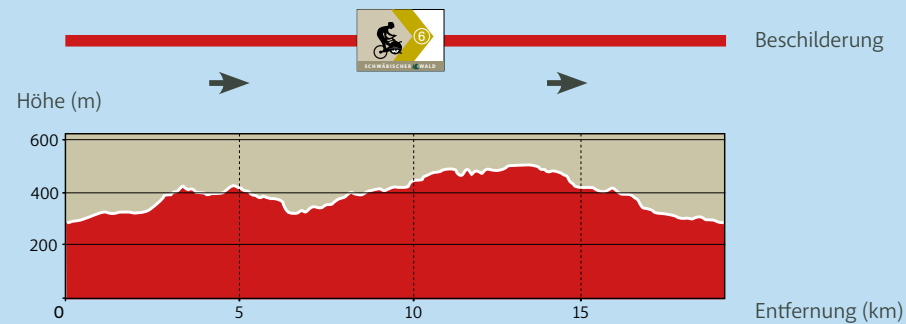 6
SCHWÄBISCHER WALD
Beschilderung
Höhe (m)
600
400
200
0 5 10 15 Entfernung (km)